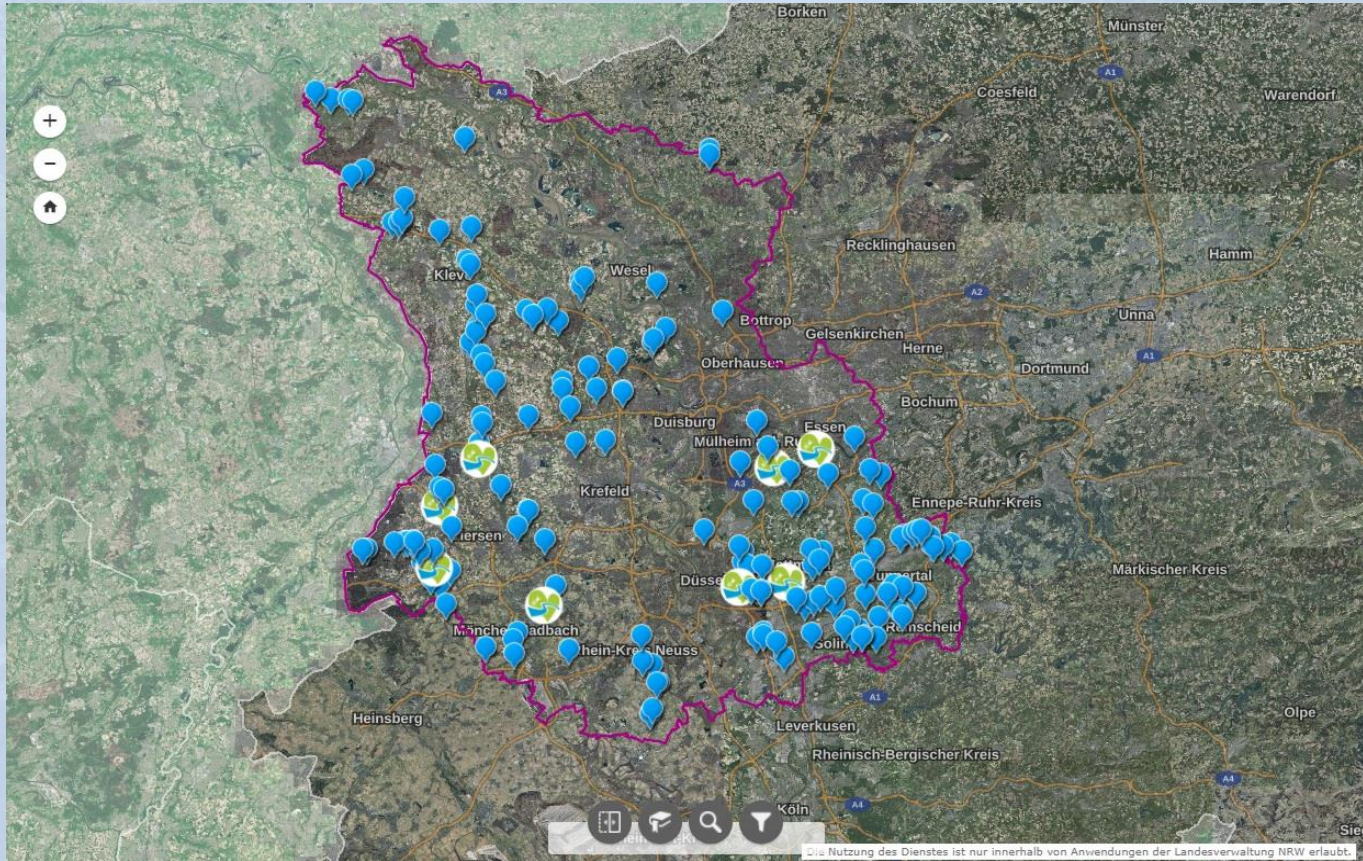 Borken
Münster
A1
A3
Coesfeld
Warendorf
+
−
Recklinghausen
Hamm
Wesel
Kleve
A2
Unna
Bottrop
Gelsenkirchen
Herne
A1
Oberhausen
Dortmund
Bochum
Duisburg
Essen
Mülheim
A3
Krefeld
Ennepe-Ruhr-Kreis
Märkischer Kreis
Remscheid
Heinsberg
A1
Leverkusen
Olpe
Rheinisch-Bergischer Kreis
A4
Köln
A4
Die Nutzung des Dienstes ist nur innerhalb von Anwendungen der Landesverwaltung NRW erlaubt.